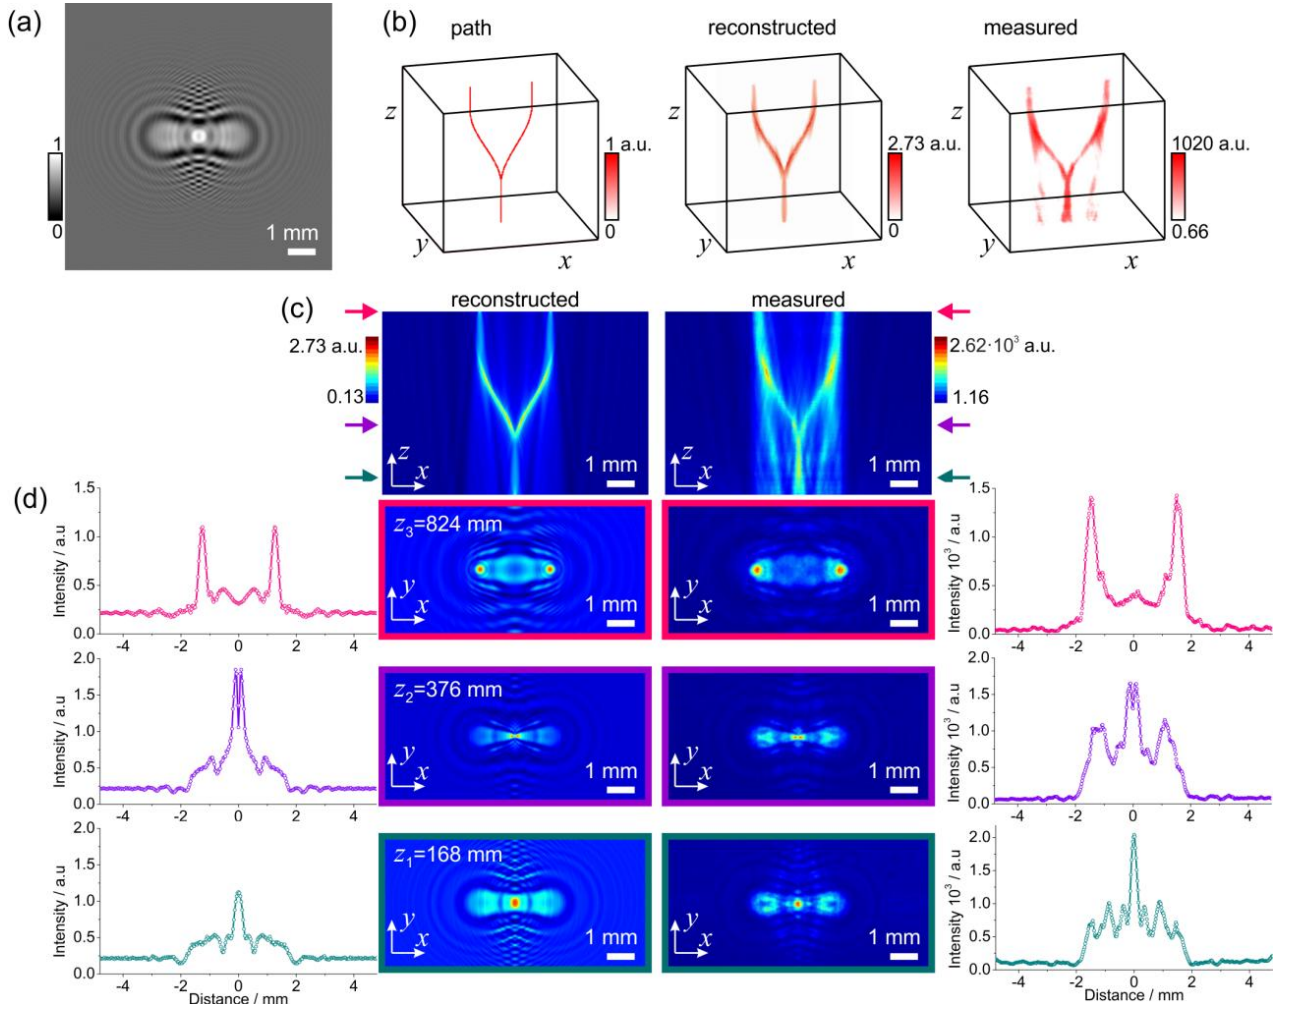 (a)
1
0
1 mm
(b)
path
reconstructed
measured
z
y
x
1 a.u.
0
z
y
x
2.73 a.u.
0
z
y
x
1020 a.u.
0.66
(c)
reconstructed
measured
2.73 a.u.
0.13
z
x
1 mm
z
x
1 mm
2.62·10³ a.u.
1.16
(d)
Intensity / a.u
1.5
1.0
0.5
0.0
-4 -2 0 2 4
z₃=824 mm
y
x
1 mm
y
x
1 mm
Intensity 10³ / a.u.
1.5
1.0
0.5
0.0
-4 -2 0 2 4
Intensity / a.u
2.0
1.5
1.0
0.5
0.0
-4 -2 0 2 4
z₂=376 mm
y
x
1 mm
y
x
1 mm
Intensity 10³ / a.u.
2.0
1.5
1.0
0.5
0.0
-4 -2 0 2 4
Intensity / a.u
2.0
1.5
1.0
0.5
0.0
-4 -2 0 2 4
Distance / mm
z₁=168 mm
y
x
1 mm
y
x
1 mm
Intensity 10³ / a.u.
2.0
1.5
1.0
0.5
0.0
-4 -2 0 2 4
Distance / mm